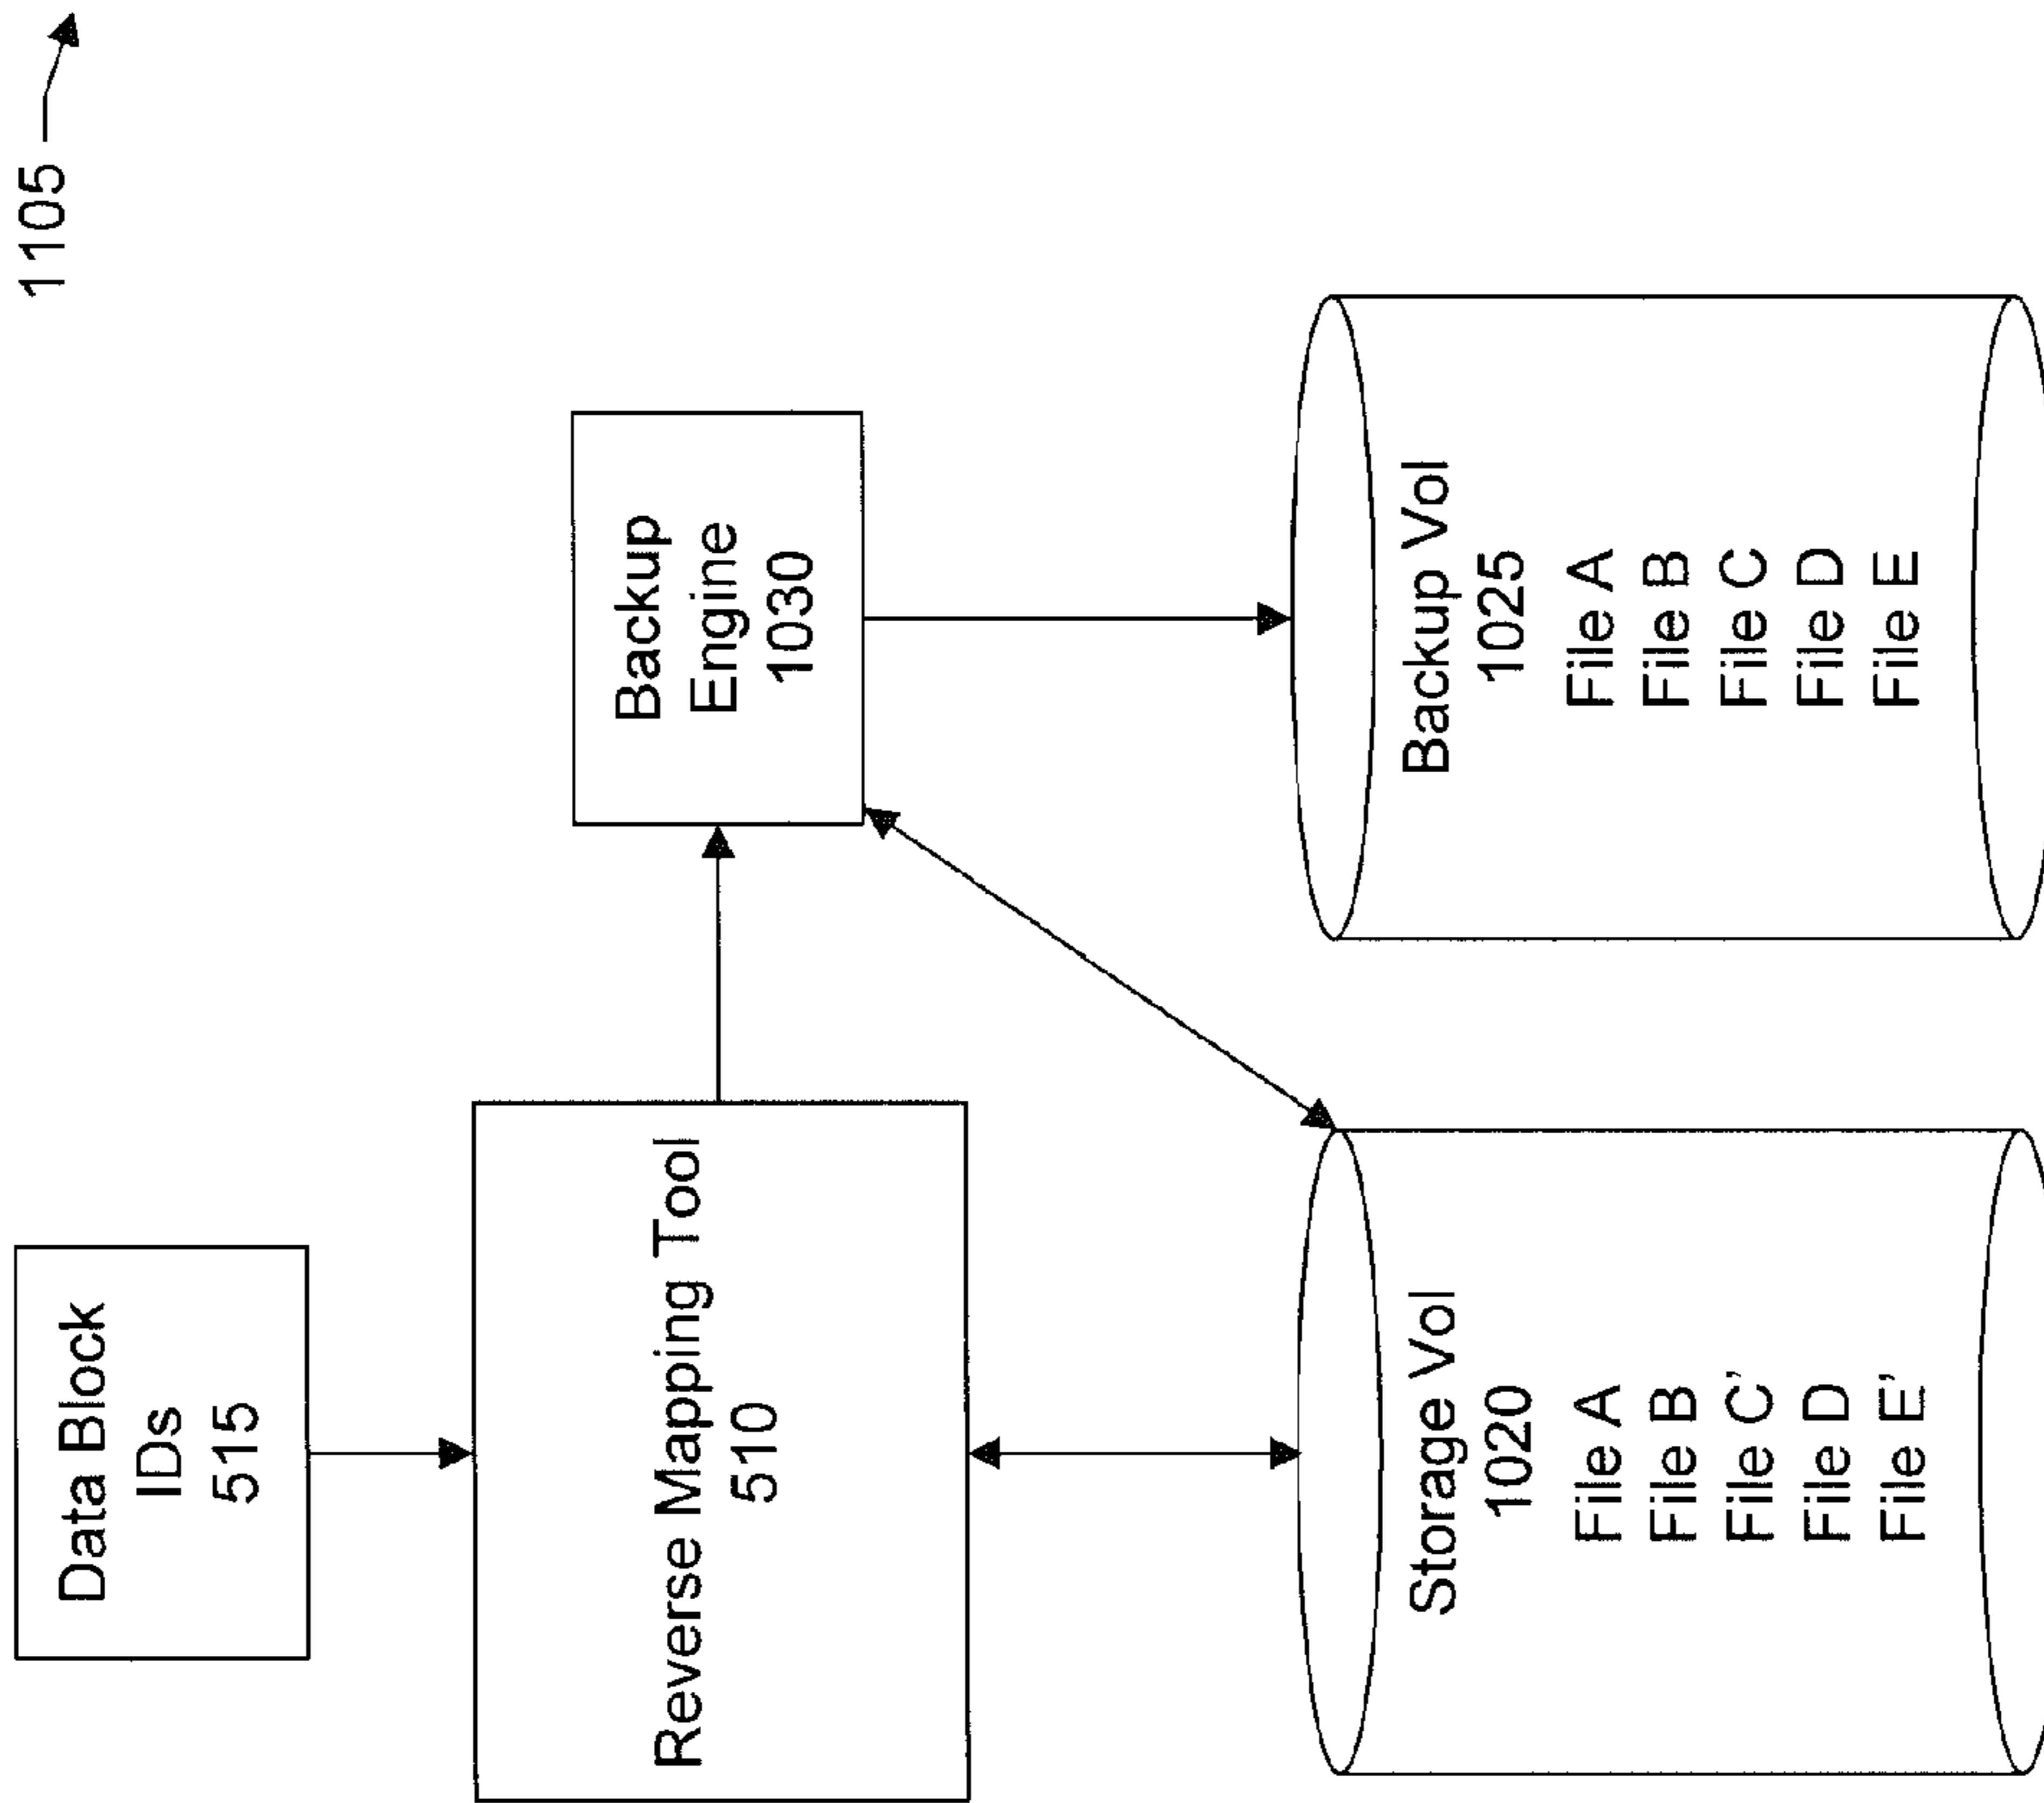 1105
Data Block
IDs
515
Reverse Mapping Tool
510
Backup
Engine
1030
Storage Vol
1020
File A
File B
File C'
File D
File E'
Backup Vol
1025
File A
File B
File C
File D
File E